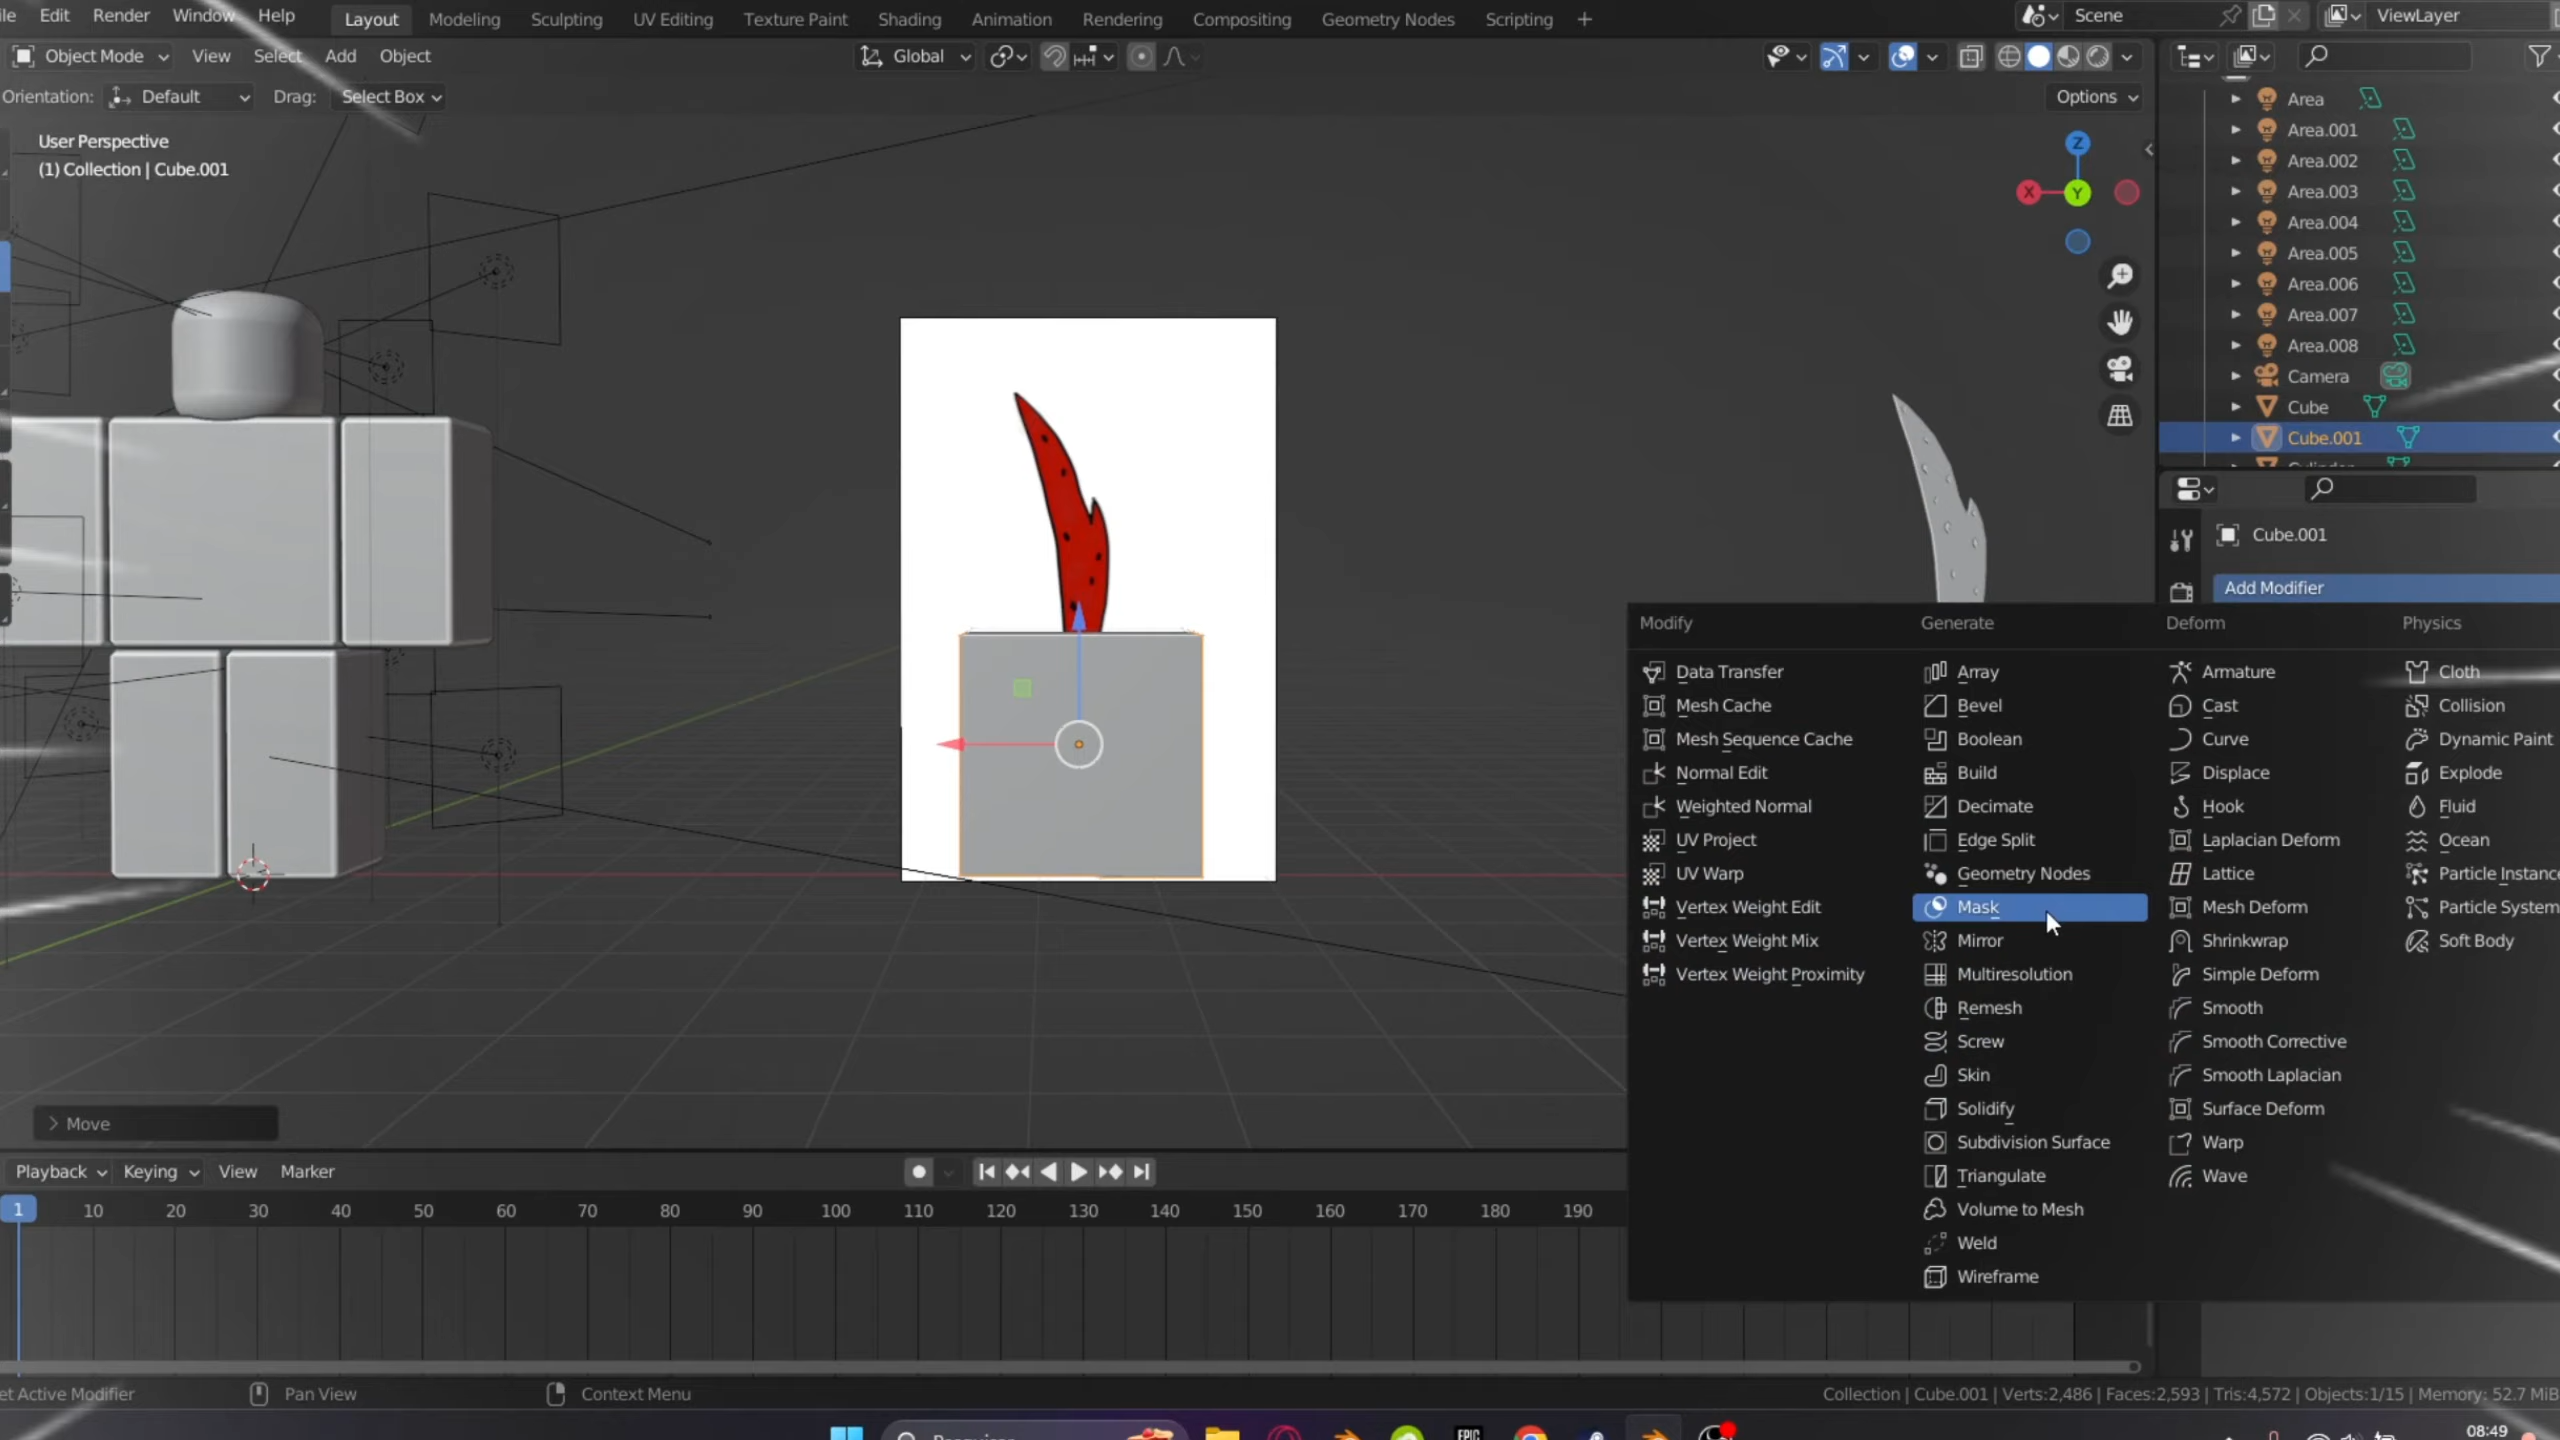 Edit Render Window Help Layout Modeling Sculpting UV Editing Texture Paint Shading Animation Rendering Compositing Geometry Nodes Scripting + Scene ViewLayer
Object Mode View Select Add Object Global
Orientation: Default Drag: Select Box Options
User Perspective
(1) Collection | Cube.001
Z
X Y
Area
Area.001
Area.002
Area.003
Area.004
Area.005
Area.006
Area.007
Area.008
Camera
Cube
Cube.001
Cube.001
Add Modifier
Modify Generate Deform Physics
Data Transfer Array Armature Cloth
Mesh Cache Bevel Cast Collision
Mesh Sequence Cache Boolean Curve Dynamic Paint
Normal Edit Build Displace Explode
Weighted Normal Decimate Hook Fluid
UV Project Edge Split Laplacian Deform Ocean
UV Warp Geometry Nodes Lattice Particle Instance
Vertex Weight Edit Mask Mesh Deform Particle System
Vertex Weight Mix Mirror Shrinkwrap Soft Body
Vertex Weight Proximity Multiresolution Simple Deform
Remesh Smooth
Screw Smooth Corrective
Skin Smooth Laplacian
Solidify Surface Deform
Subdivision Surface Warp
Triangulate Wave
Volume to Mesh
Weld
Wireframe
Move
Playback Keying View Marker
1 10 20 30 40 50 60 70 80 90 100 110 120 130 140 150 160 170 180 190
et Active Modifier Pan View Context Menu Collection | Cube.001 | Verts:2,486 | Faces:2,593 | Tris:4,572 | Objects:1/15 | Memory: 52.7 MiB
EPIC 08:49